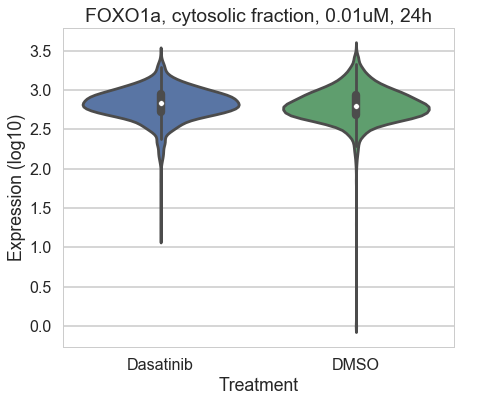 FOXO1a, cytosolic fraction, 0.01uM, 24h
Expression (log10)
3.5
3.0
2.5
2.0
1.5
1.0
0.5
0.0
Dasatinib
DMSO
Treatment